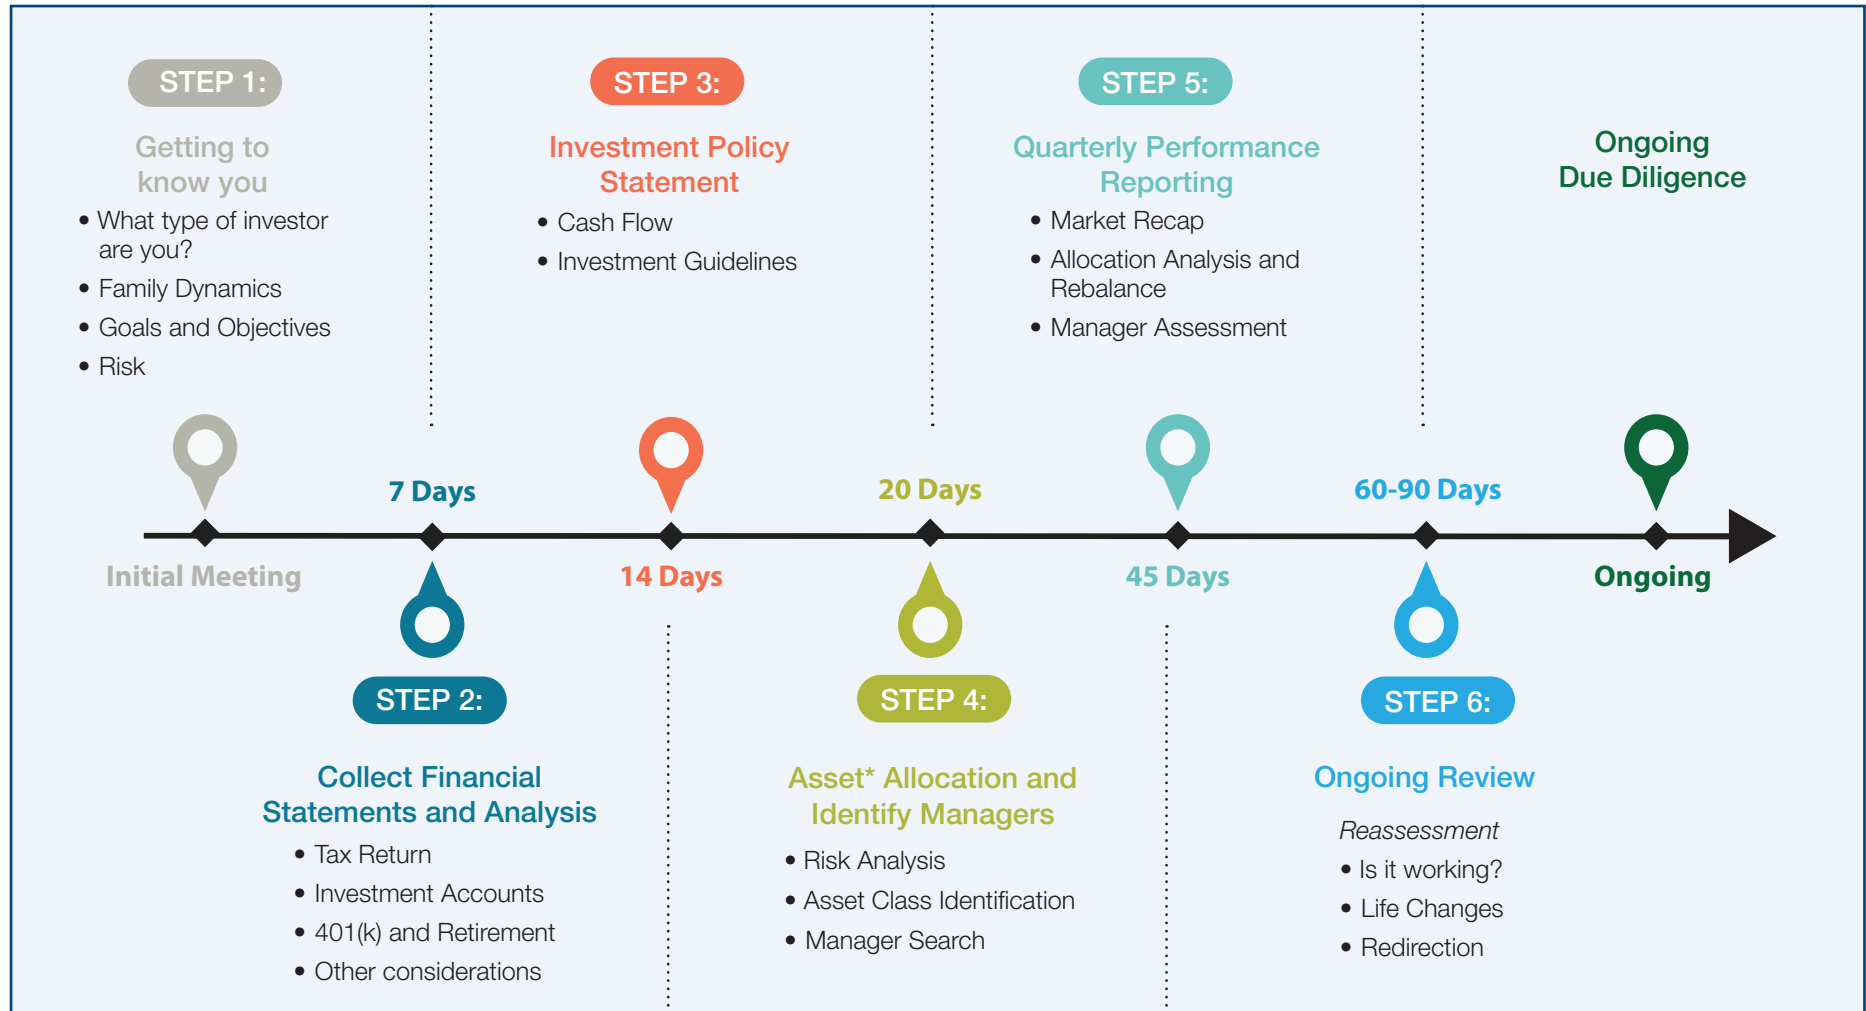 STEP 1:
Getting to
know you
• What type of investor
are you?
• Family Dynamics
• Goals and Objectives
• Risk
Initial Meeting
7 Days
STEP 2:
Collect Financial
Statements and Analysis
• Tax Return
• Investment Accounts
• 401(k) and Retirement
• Other considerations
STEP 3:
Investment Policy
Statement
• Cash Flow
• Investment Guidelines
14 Days
20 Days
STEP 4:
Asset* Allocation and
Identify Managers
• Risk Analysis
• Asset Class Identification
• Manager Search
STEP 5:
Quarterly Performance
Reporting
• Market Recap
• Allocation Analysis and
Rebalance
• Manager Assessment
45 Days
60-90 Days
STEP 6:
Ongoing Review
Reassessment
• Is it working?
• Life Changes
• Redirection
Ongoing
Due Diligence
Ongoing